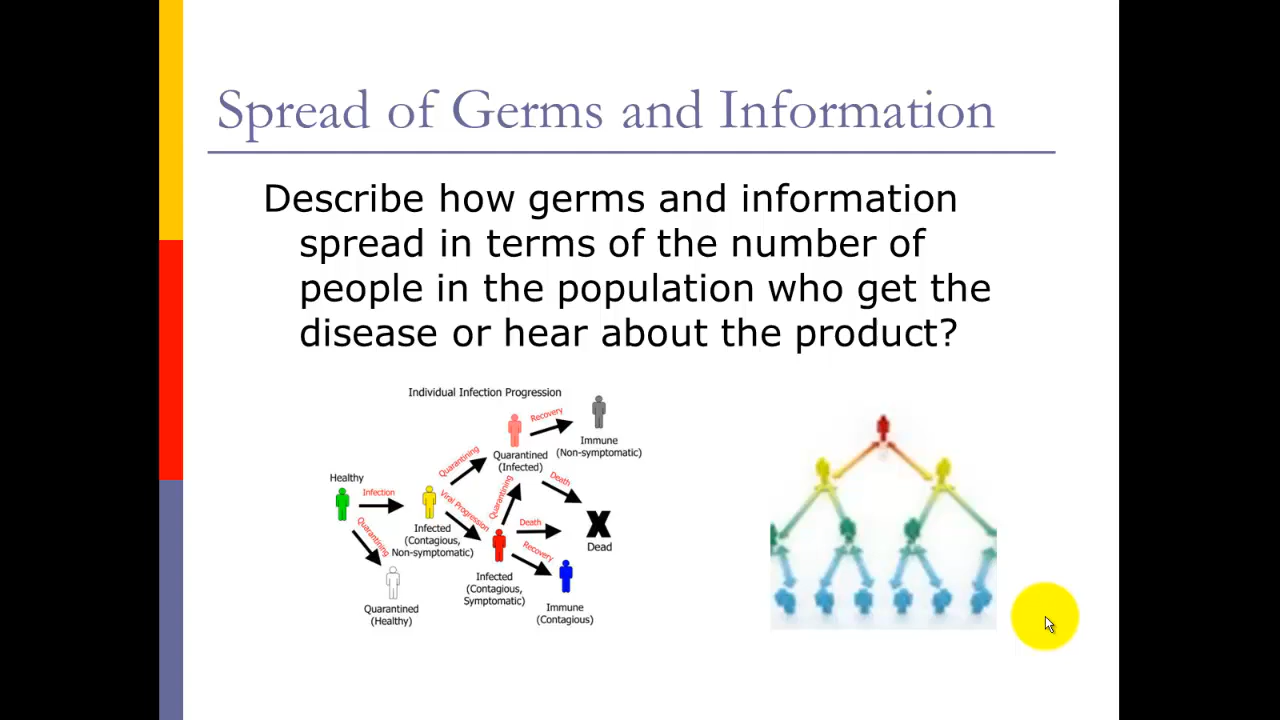 Spread of Germs and Information
Describe how germs and information
spread in terms of the number of
people in the population who get the
disease or hear about the product?
Individual Infection Progression
Recovery
Immune
(Non-symptomatic)
Quarantining
Quarantined
(Infected)
Healthy
Infection
Viral Progression
Quarantining
Death
Infected
(Contagious,
Non-symptomatic)
Quarantining
Death
Dead
Recovery
Infected
(Contagious,
Symptomatic)
Quarantined
(Healthy)
Immune
(Contagious)